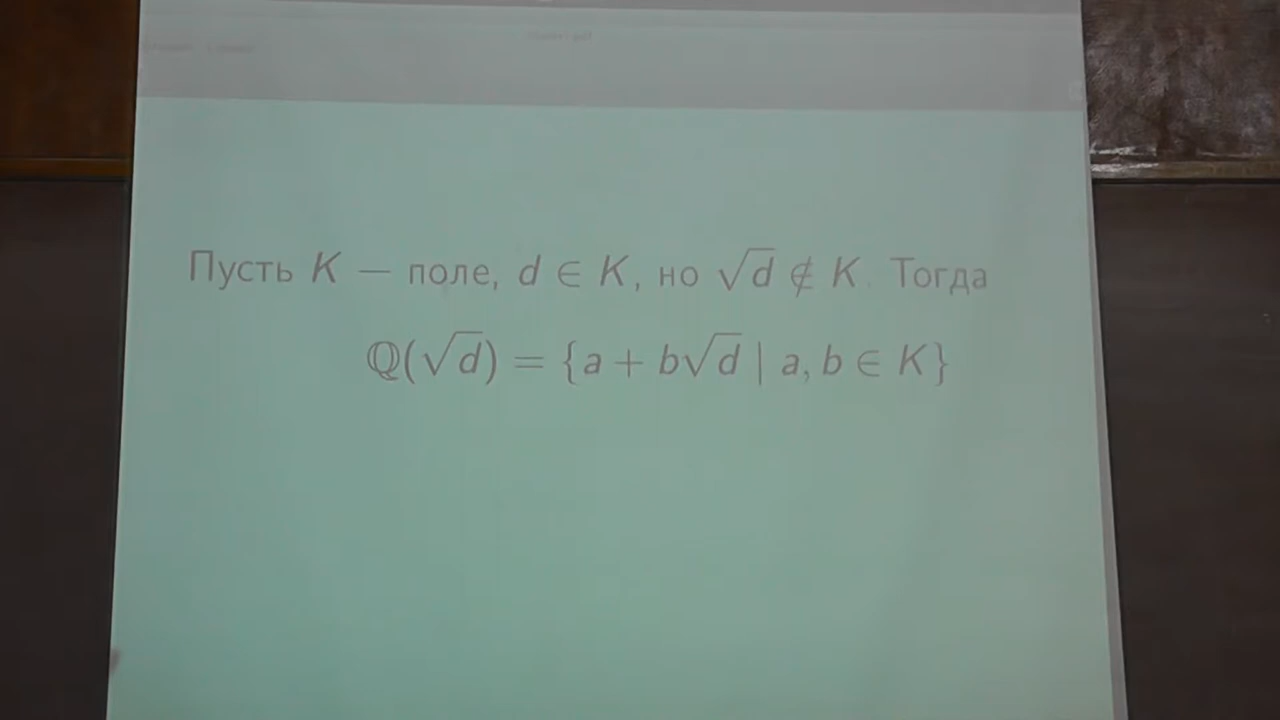 Пусть K — поле, d ∈ K, но √d ∉ K. Тогда
ℚ(√d) = {a + b√d | a, b ∈ K}